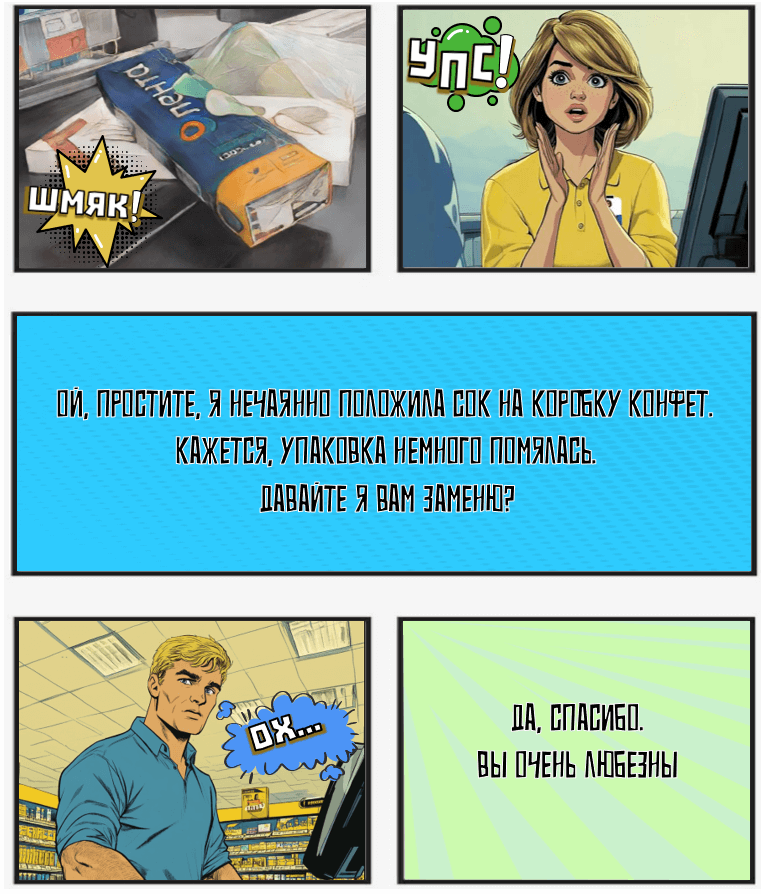 лента
ШМЯК!
УПС!
ОЙ, ПРОСТИТЕ, Я НЕЧАЯННО ПОЛОЖИЛА СОК НА КОРОБКУ КОНФЕТ.
КАЖЕТСЯ, УПАКОВКА НЕМНОГО ПОМЯЛАСЬ.
ДАВАЙТЕ Я ВАМ ЗАМЕНЮ?
ОХ...
ДА, СПАСИБО.
ВЫ ОЧЕНЬ ЛЮБЕЗНЫ